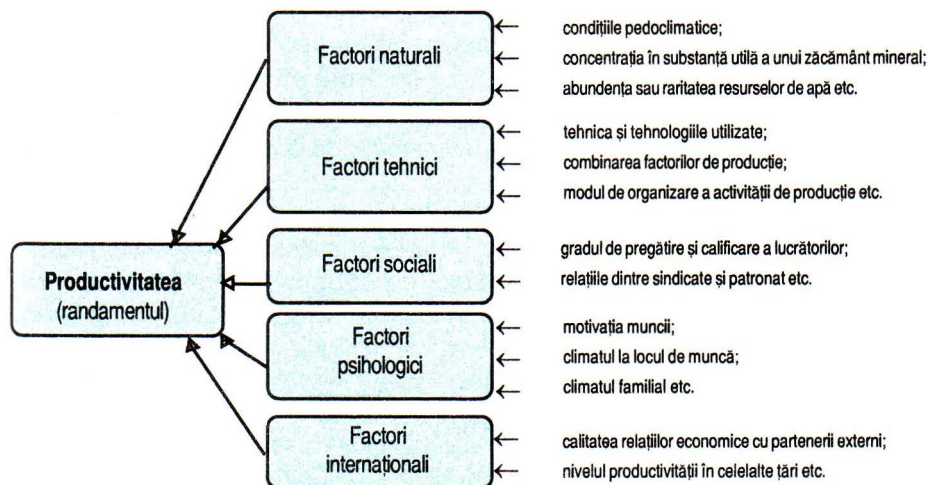 Factori naturali
condițiile pedoclimatice;
concentrația în substanță utilă a unui zăcământ mineral;
abundența sau raritatea resurselor de apă etc.
Factori tehnici
tehnica și tehnologiile utilizate;
combinarea factorilor de producție;
modul de organizare a activității de producție etc.
Productivitatea
(randamentul)
Factori sociali
gradul de pregătire și calificare a lucrătorilor;
relațiile dintre sindicate și patronat etc.
Factori
psihologici
motivația muncii;
climatul la locul de muncă;
climatul familial etc.
Factori
internaționali
calitatea relațiilor economice cu partenerii externi;
nivelul productivității în celelalte țări etc.